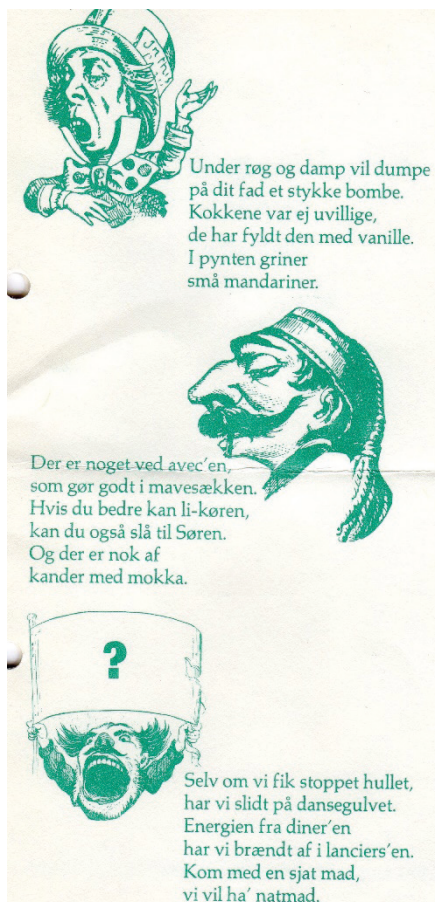 Under røg og damp vil dumpe
på dit fad et stykke bombe.
Kokkene var ej uvillige,
de har fyldt den med vanille.
I pynten griner
små mandariner.
Der er noget ved avec'en,
som gør godt i mavesækken.
Hvis du bedre kan li-køren,
kan du også slå til Søren.
Og der er nok af
kander med mokka.
?
Selv om vi fik stoppet hullet,
har vi slidt på dansegulvet.
Energien fra diner'en
har vi brændt af i lanciers'en.
Kom med en sjat mad,
vi vil ha' natmad.